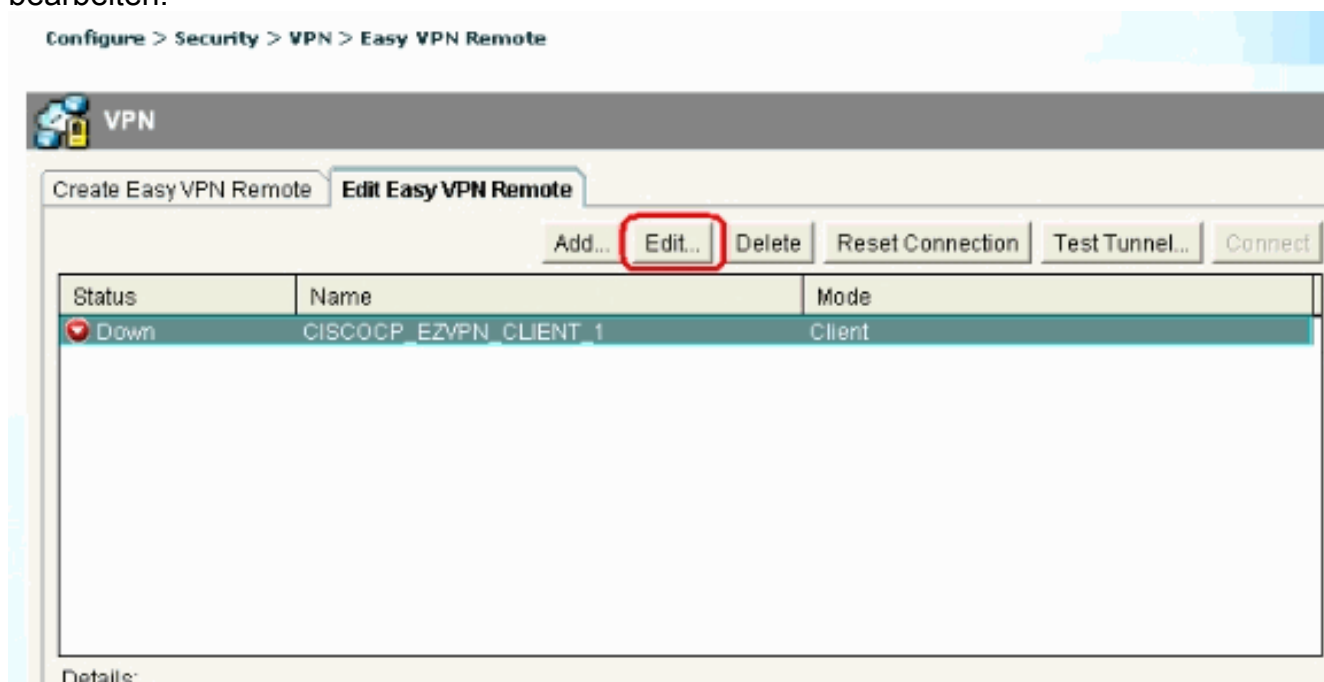 bearbeiten.
Configure > Security > VPN > Easy VPN Remote
VPN
Create Easy VPN Remote Edit Easy VPN Remote
Add... Edit... Delete Reset Connection Test Tunnel... Connect
Status Name Mode
Down CISCOCP_EZVPN_CLIENT_1 Client
Details: